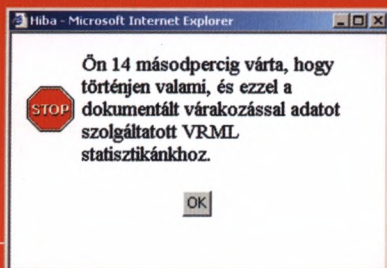 Hiba - Microsoft Internet Explorer
Ön 14 másodpercig várta, hogy
történjen valami, és ezzel a
STOP
dokumentált várakozással adatot
szolgáltatott VRML
statisztikánkhoz.
OK